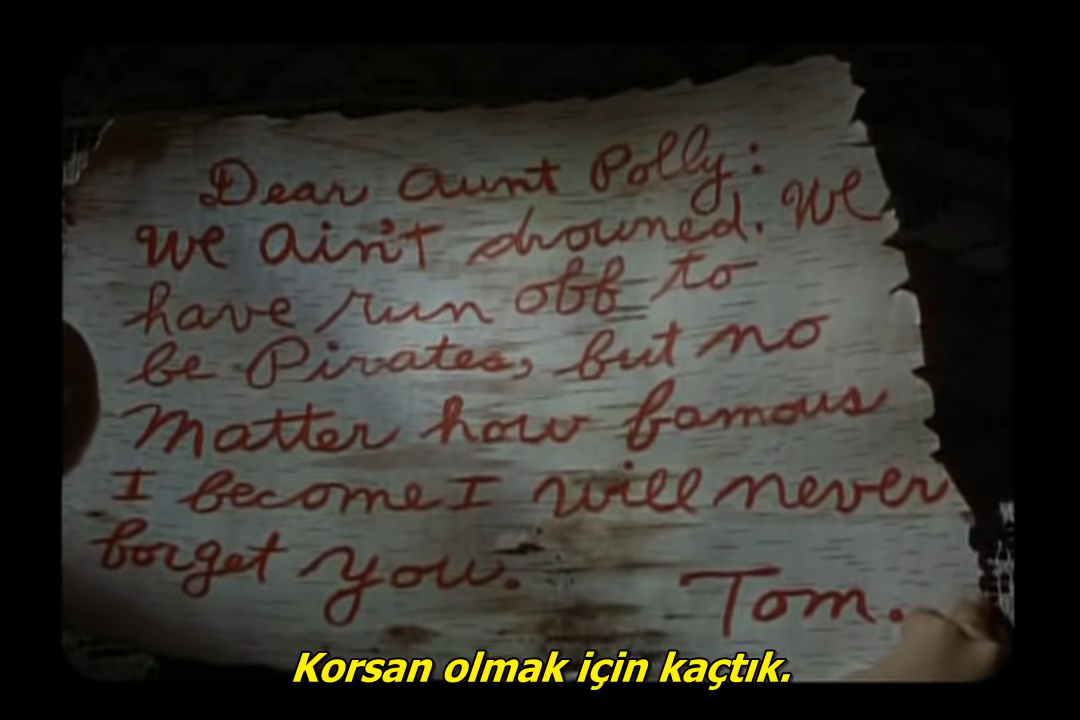 Dear Aunt Polly:
We ain't drowned. We
have run off to
be Pirates, but no
Matter how famous
I become I will never
forget you.
Tom.
Korsan olmak için kaçtık.